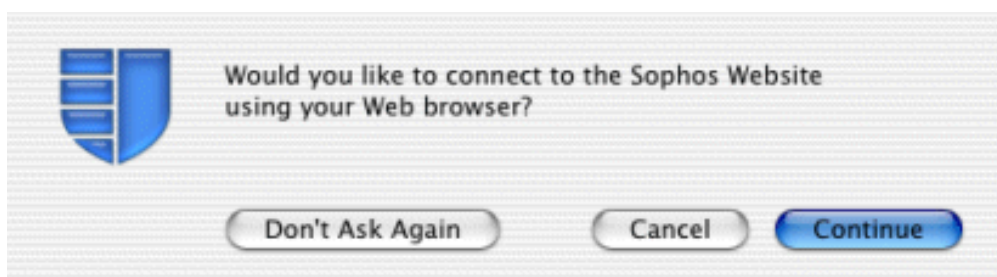 Would you like to connect to the Sophos Website
using your Web browser?
Don't Ask Again
Cancel
Continue